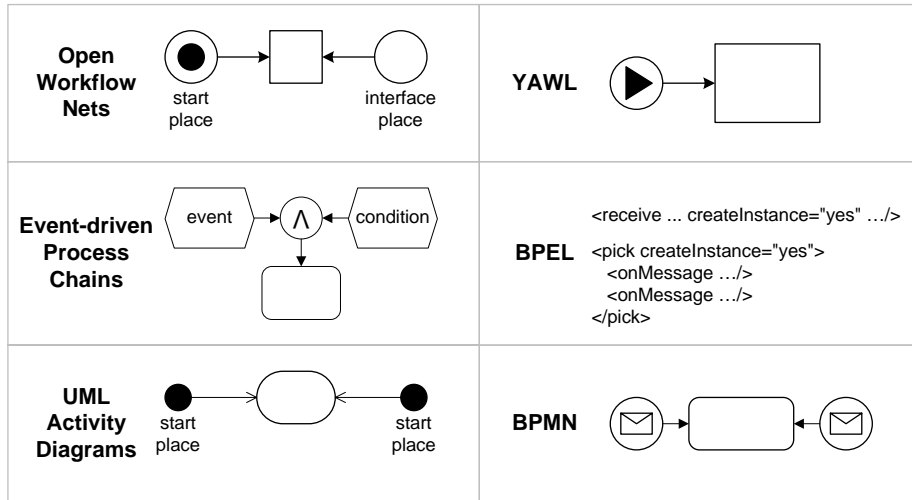 Open
Workflow
Nets
start
place
interface
place
YAWL
Event-driven
Process
Chains
event
Λ
condition
BPEL
<receive ... createInstance="yes" …/>
<pick createInstance="yes">
<onMessage …/>
<onMessage …/>
</pick>
UML
Activity
Diagrams
start
place
start
place
BPMN